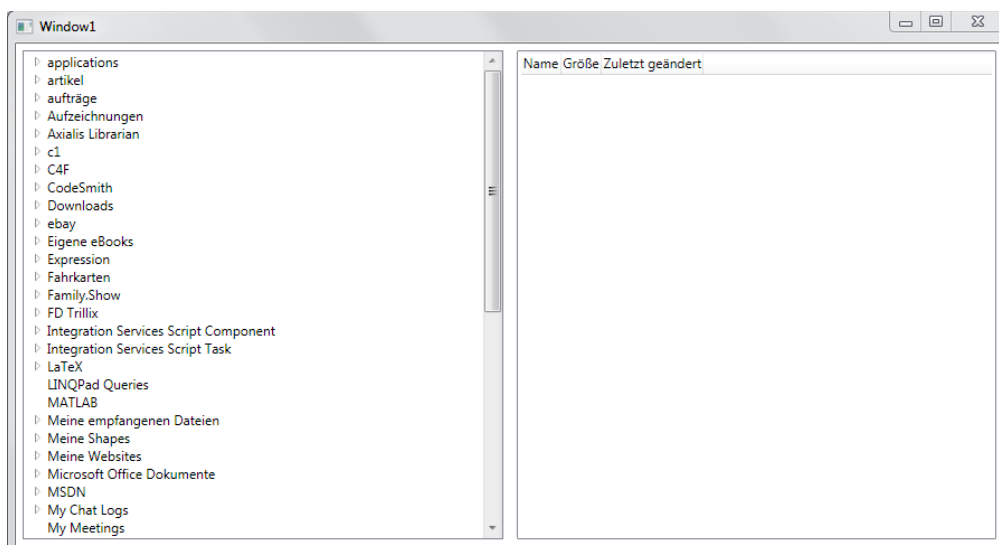 Window1
applications
artikel
aufträge
Aufzeichnungen
Axialis Librarian
c1
C4F
CodeSmith
Downloads
ebay
Eigene eBooks
Expression
Fahrkarten
Family.Show
FD Trillix
Integration Services Script Component
Integration Services Script Task
LaTeX
LINQPad Queries
MATLAB
Meine empfangenen Dateien
Meine Shapes
Meine Websites
Microsoft Office Dokumente
MSDN
My Chat Logs
My Meetings
Name Größe Zuletzt geändert